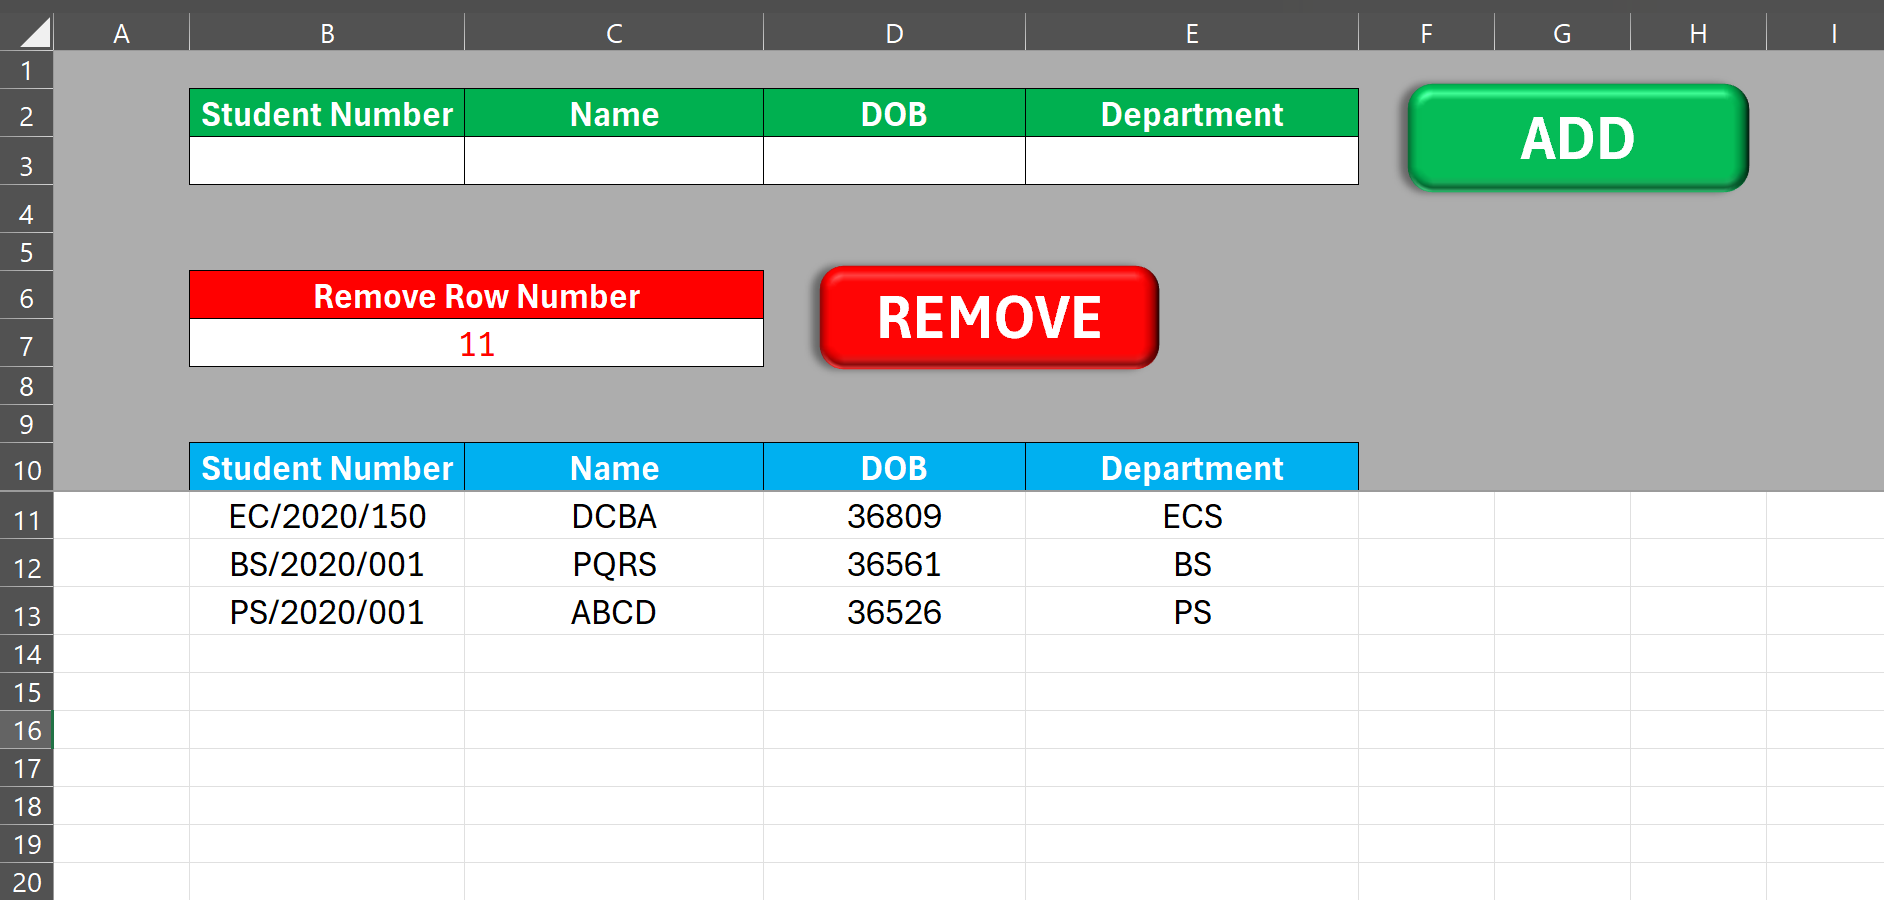 A B C D E F G H I
1
2 Student Number Name DOB Department ADD
3
4
5
6 Remove Row Number REMOVE
7 11
8
9
10 Student Number Name DOB Department
11 EC/2020/150 DCBA 36809 ECS
12 BS/2020/001 PQRS 36561 BS
13 PS/2020/001 ABCD 36526 PS
14
15
16
17
18
19
20